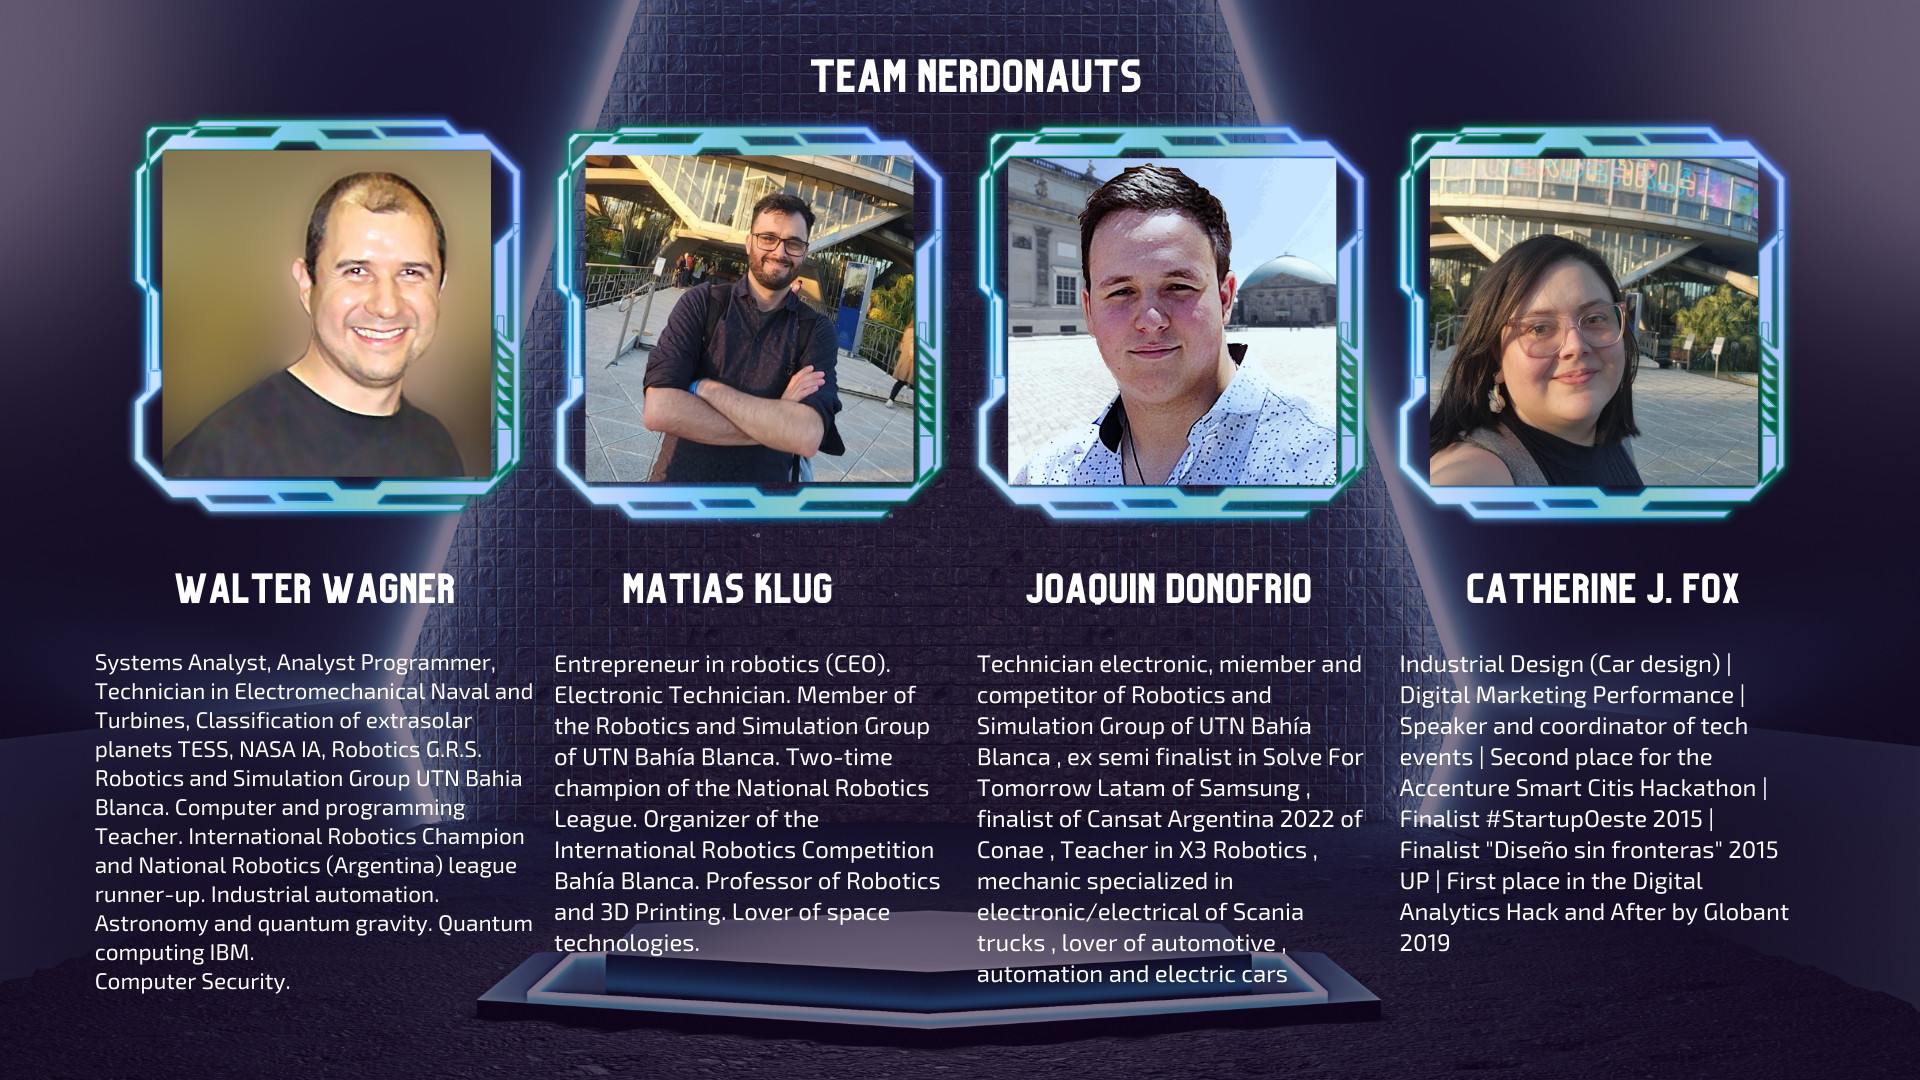 TEAM NERDONAUTS
WALTER WAGNER
Systems Analyst, Analyst Programmer,
Technician in Electromechanical Naval and
Turbines, Classification of extrasolar
planets TESS, NASA IA, Robotics G.R.S.
Robotics and Simulation Group UTN Bahia
Blanca. Computer and programming
Teacher. International Robotics Champion
and National Robotics (Argentina) league
runner-up. Industrial automation.
Astronomy and quantum gravity. Quantum
computing IBM.
Computer Security.
MATIAS KLUG
Entrepreneur in robotics (CEO).
Electronic Technician. Member of
the Robotics and Simulation Group
of UTN Bahía Blanca. Two-time
champion of the National Robotics
League. Organizer of the
International Robotics Competition
Bahía Blanca. Professor of Robotics
and 3D Printing. Lover of space
technologies.
JOAQUIN DONOFRIO
Technician electronic, miember and
competitor of Robotics and
Simulation Group of UTN Bahía
Blanca , ex semi finalist in Solve For
Tomorrow Latam of Samsung ,
finalist of Cansat Argentina 2022 of
Conae , Teacher in X3 Robotics ,
mechanic specialized in
electronic/electrical of Scania
trucks , lover of automotive ,
automation and electric cars
CATHERINE J. FOX
Industrial Design (Car design) |
Digital Marketing Performance |
Speaker and coordinator of tech
events | Second place for the
Accenture Smart Citis Hackathon |
Finalist #StartupOeste 2015 |
Finalist "Diseño sin fronteras" 2015
UP | First place in the Digital
Analytics Hack and After by Globant
2019